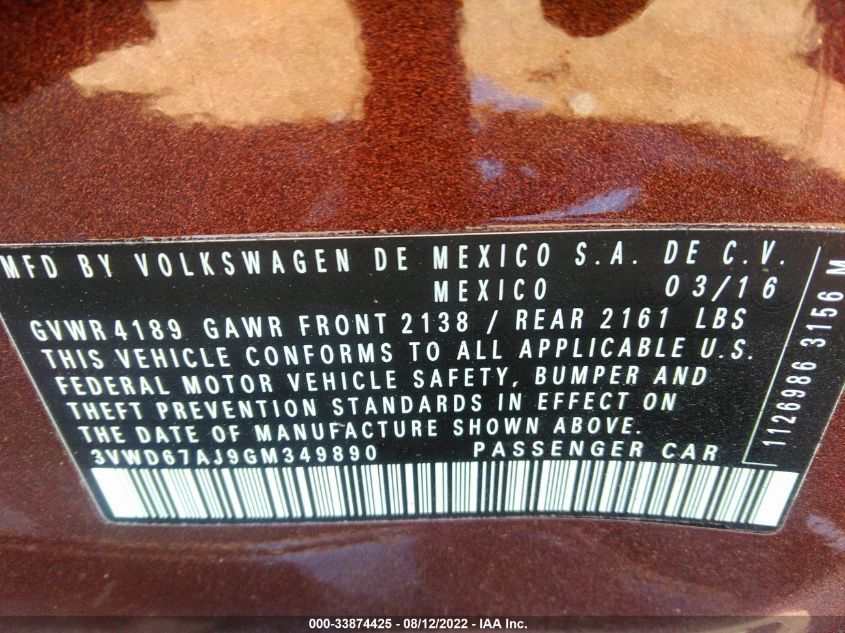 MFD BY VOLKSWAGEN DE MEXICO S.A. DE C.V.
MEXICO 03/16
GVWR 4189 GAWR FRONT 2138 / REAR 2161 LBS
THIS VEHICLE CONFORMS TO ALL APPLICABLE U.S.
FEDERAL MOTOR VEHICLE SAFETY, BUMPER AND
THEFT PREVENTION STANDARDS IN EFFECT ON
THE DATE OF MANUFACTURE SHOWN ABOVE.
3VWD67AJ9GM349890 PASSENGER CAR
1126986 3156 M
000-33874425 - 08/12/2022 - IAA Inc.